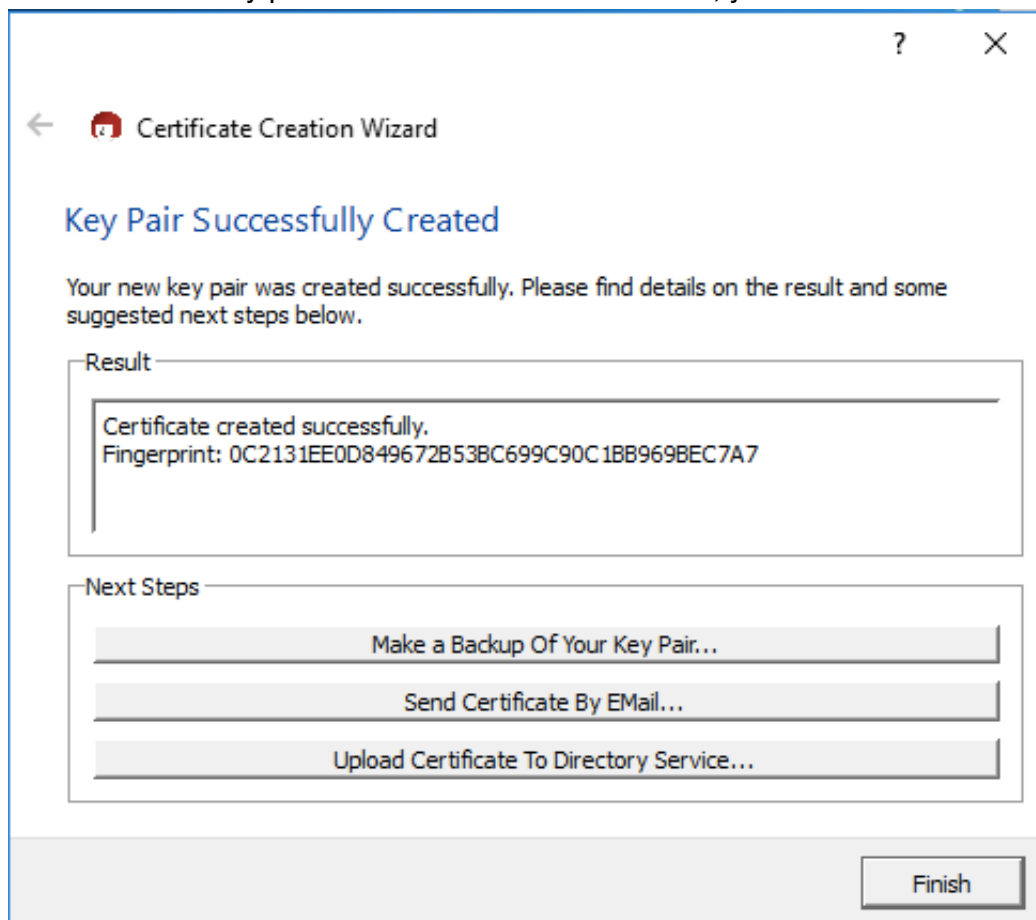 ?
Certificate Creation Wizard
Key Pair Successfully Created
Your new key pair was created successfully. Please find details on the result and some
suggested next steps below.
Result
Certificate created successfully.
Fingerprint: 0C2131EE0D849672B53BC699C90C1BB969BEC7A7
Next Steps
Make a Backup Of Your Key Pair...
Send Certificate By EMail...
Upload Certificate To Directory Service...
Finish